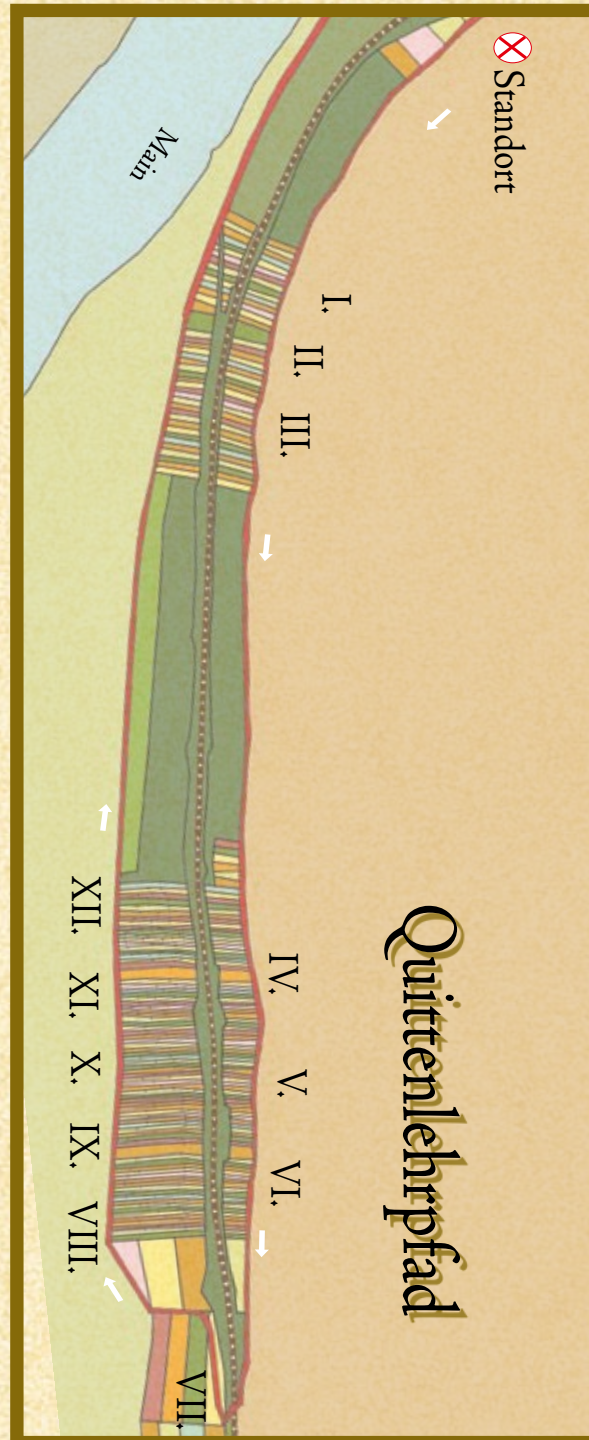 Quittenlehrpfad
Standort
Main
I.
II.
III.
IV.
V.
VI.
VII.
VIII.
IX.
X.
XI.
XII.